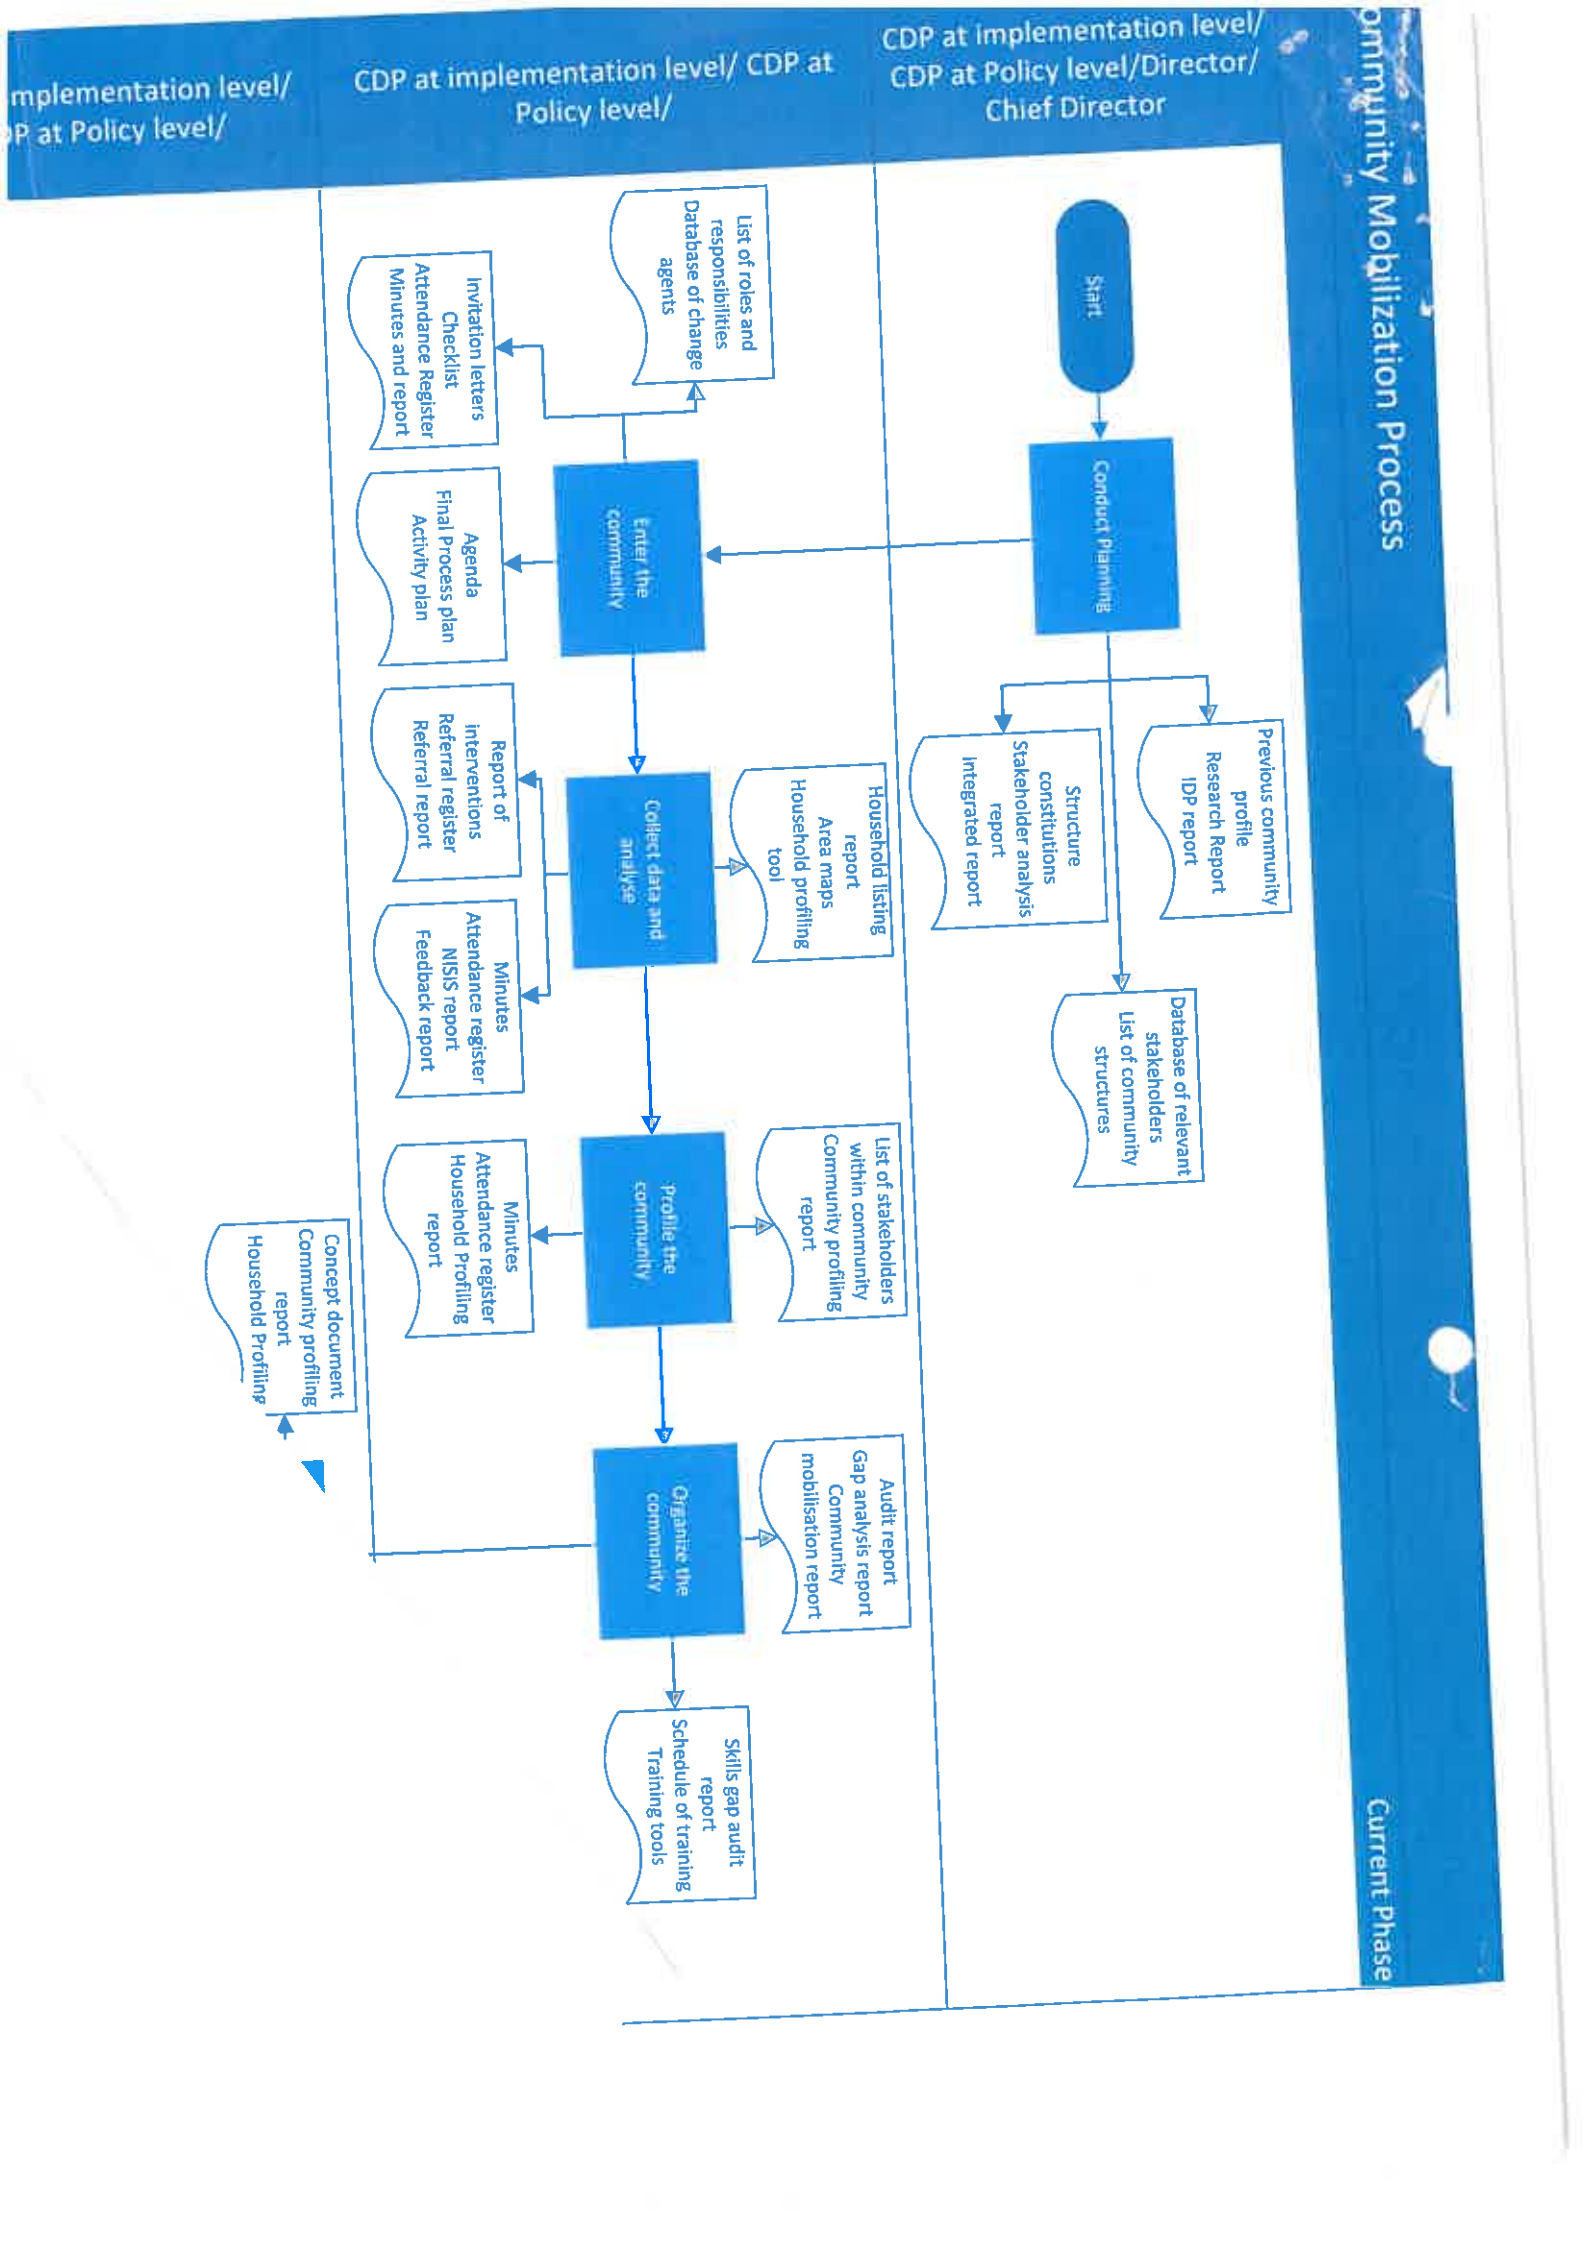 ommunity Mobilization Process
Current Phase
CDP at implementation level/
CDP at Policy level/Director/
Chief Director
Start
Conduct Planning
Previous community
profile
Research Report
IDP report
Structure
constitutions
Stakeholder analysis
report
Integrated report
Database of relevant
stakeholders
List of community
structures
CDP at implementation level/ CDP at
Policy level/
List of roles and
responsibilities
Database of change
agents
Enter the
community
Invitation letters
Checklist
Attendance Register
Minutes and report
Agenda
Final Process plan
Activity plan
Household listing
report
Area maps
Household profiling
tool
Collect data and
analyse
Report of
interventions
Referral register
Referral report
Minutes
Attendance register
NISIS report
Feedback report
List of stakeholders
within community
Community profiling
report
Profile the
community
Minutes
Attendance register
Household Profiling
report
Audit report
Gap analysis report
Community
mobilisation report
Organize the
community
Skills gap audit
report
Schedule of training
Training tools
mplementation level/
P at Policy level/
Concept document
Community profiling
report
Household Profiling